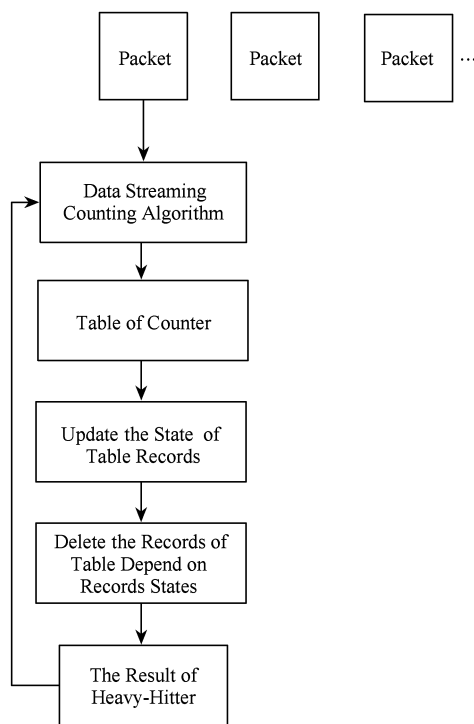 Packet
Packet
Packet
...
Data Streaming
Counting Algorithm
Table of Counter
Update the State of
Table Records
Delete the Records of
Table Depend on
Records States
The Result of
Heavy-Hitter